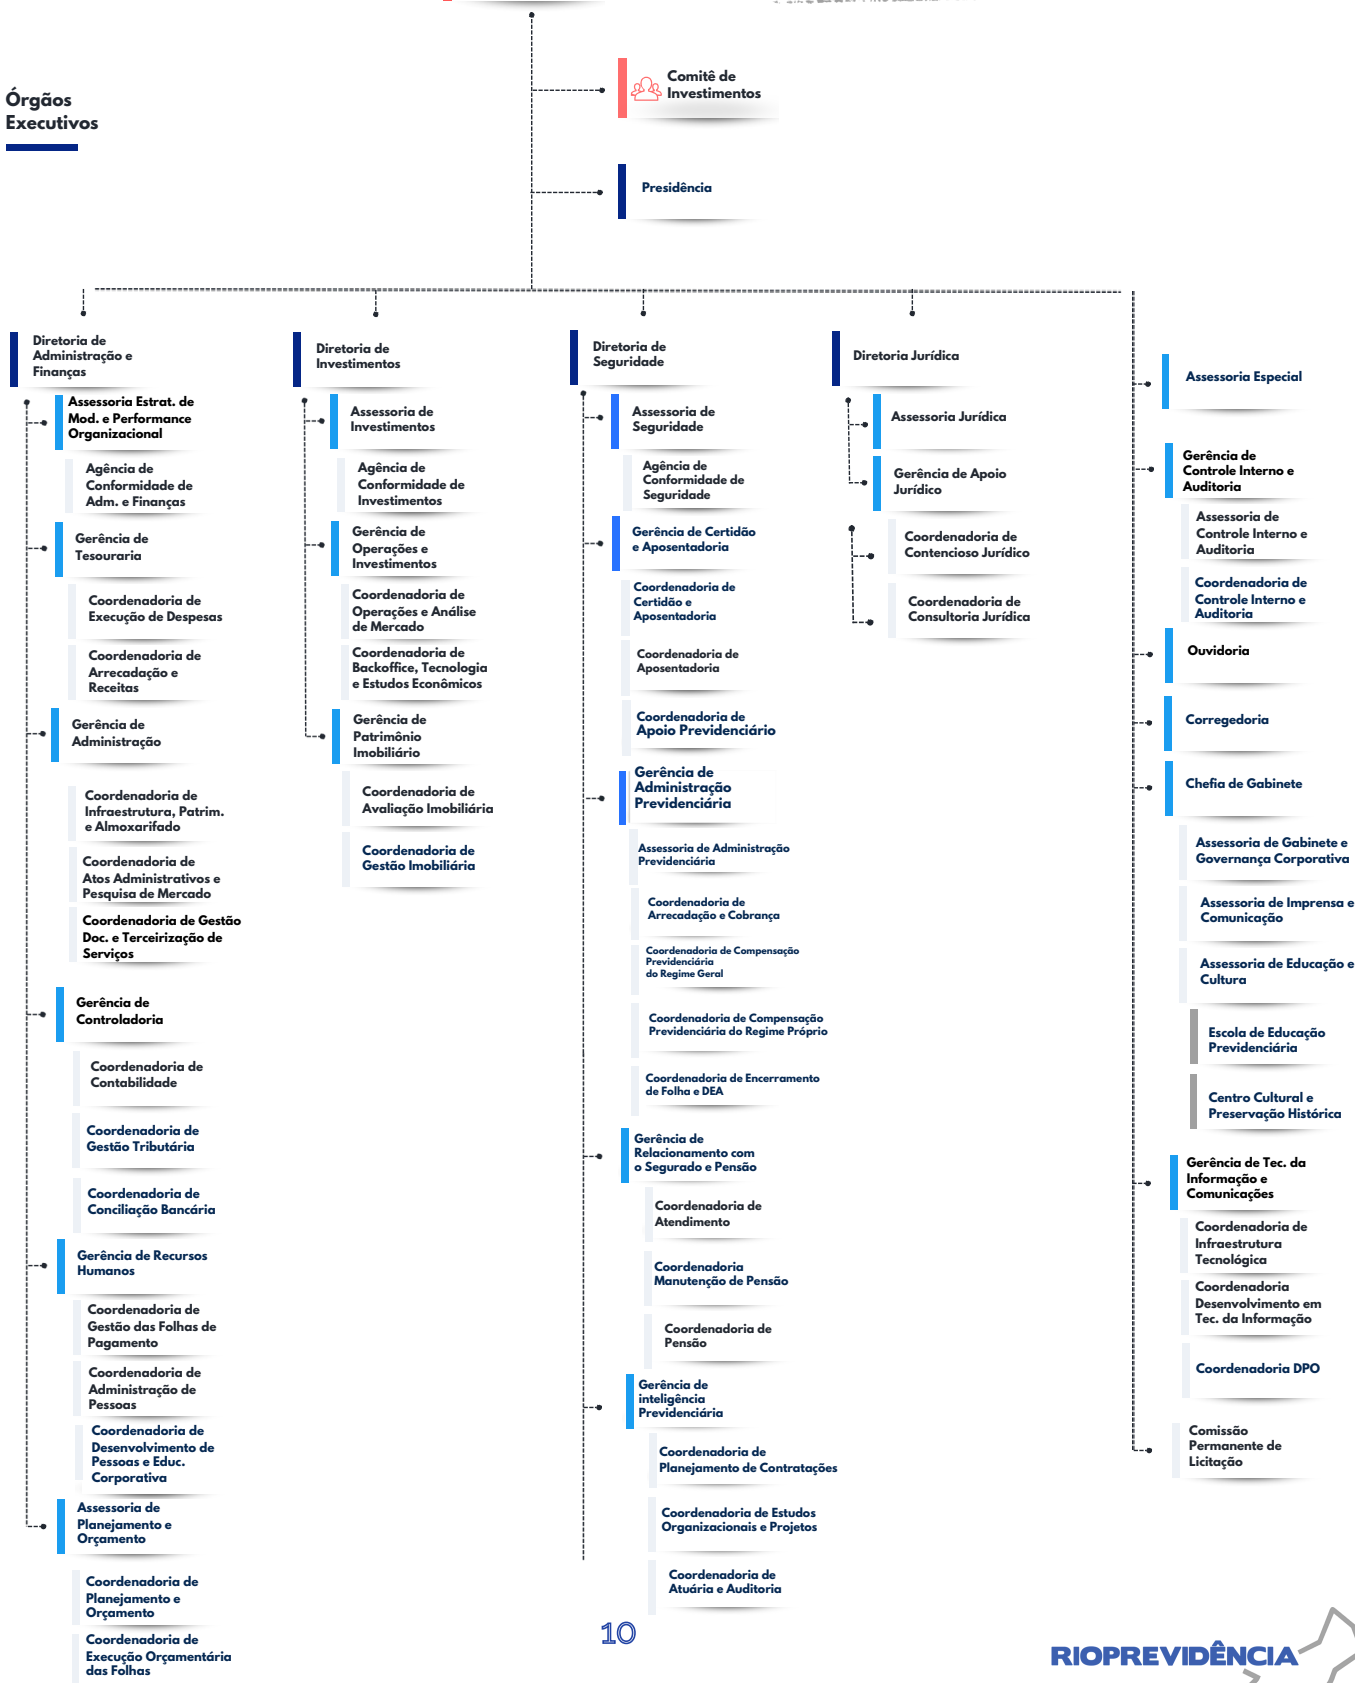 Órgãos
Executivos
Comitê de
Investimentos
Presidência
Diretoria de
Administração e
Finanças
Assessoria Estrat. de
Mod. e Performance
Organizacional
Agência de
Conformidade de
Adm. e Finanças
Gerência de
Tesouraria
Coordenadoria de
Execução de Despesas
Coordenadoria de
Arrecadação e
Receitas
Gerência de
Administração
Coordenadoria de
Infraestrutura, Patrim.
e Almoxarifado
Coordenadoria de
Atos Administrativos e
Pesquisa de Mercado
Coordenadoria de Gestão
Doc. e Terceirização de
Serviços
Gerência de
Controladoria
Coordenadoria de
Contabilidade
Coordenadoria de
Gestão Tributária
Coordenadoria de
Conciliação Bancária
Gerência de Recursos
Humanos
Coordenadoria de
Gestão das Folhas de
Pagamento
Coordenadoria de
Administração de
Pessoas
Coordenadoria de
Desenvolvimento de
Pessoas e Educ.
Corporativa
Assessoria de
Planejamento e
Orçamento
Coordenadoria de
Planejamento e
Orçamento
Coordenadoria de
Execução Orçamentária
das Folhas
Diretoria de
Investimentos
Assessoria de
Investimentos
Agência de
Conformidade de
Investimentos
Gerência de
Operações e
Investimentos
Coordenadoria de
Operações e Análise
de Mercado
Coordenadoria de
Backoffice, Tecnologia
e Estudos Econômicos
Gerência de
Patrimônio
Imobiliário
Coordenadoria de
Avaliação Imobiliária
Coordenadoria de
Gestão Imobiliária
Diretoria de
Seguridade
Assessoria de
Seguridade
Agência de
Conformidade de
Seguridade
Gerência de Certidão
e Aposentadoria
Coordenadoria de
Certidão e
Aposentadoria
Coordenadoria de
Aposentadoria
Coordenadoria de
Apoio Previdenciário
Gerência de
Administração
Previdenciária
Assessoria de Administração
Previdenciária
Coordenadoria de
Arrecadação e Cobrança
Coordenadoria de Compensação
Previdenciária
do Regime Geral
Coordenadoria de Compensação
Previdenciária do Regime Próprio
Coordenadoria de Encerramento
de Folha e DEA
Gerência de
Relacionamento com
o Segurado e Pensão
Coordenadoria de
Atendimento
Coordenadoria
Manutenção de Pensão
Coordenadoria de
Pensão
Gerência de
inteligência
Previdenciária
Coordenadoria de
Planejamento de Contratações
Coordenadoria de Estudos
Organizacionais e Projetos
Coordenadoria de
Atuária e Auditoria
Diretoria Jurídica
Assessoria Jurídica
Gerência de Apoio
Jurídico
Coordenadoria de
Contencioso Jurídico
Coordenadoria de
Consultoria Jurídica
Assessoria Especial
Gerência de
Controle Interno e
Auditoria
Assessoria de
Controle Interno e
Auditoria
Coordenadoria de
Controle Interno e
Auditoria
Ouvidoria
Corregedoria
Chefia de Gabinete
Assessoria de Gabinete e
Governança Corporativa
Assessoria de Imprensa e
Comunicação
Assessoria de Educação e
Cultura
Escola de Educação
Previdenciária
Centro Cultural e
Preservação Histórica
Gerência de Tec. da
Informação e
Comunicações
Coordenadoria de
Infraestrutura
Tecnológica
Coordenadoria
Desenvolvimento em
Tec. da Informação
Coordenadoria DPO
Comissão
Permanente de
Licitação
10
RIOPREVIDÊNCIA